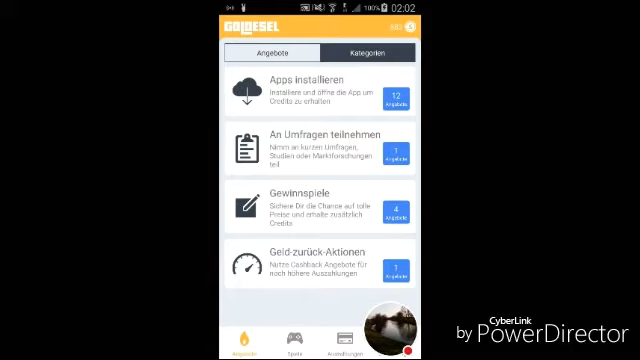 100% 02:02
GOLDESEL
Angebote Kategorien
Apps installieren
Installiere und öffne die App um
Credits zu erhalten
12
Angebote
An Umfragen teilnehmen
Nimm an kurzen Umfragen,
Studien oder Marktforschungen
teil
1
Angebote
Gewinnspiele
Sichere Dir die Chance auf tolle
Preise und erhalte zusätzlich
Credits
4
Angebote
Geld-zurück-Aktionen
Nutze Cashback Angebote für
noch höhere Auszahlungen.
1
Angebote
Angebote Spiele Auszahlungen
CyberLink
by PowerDirector